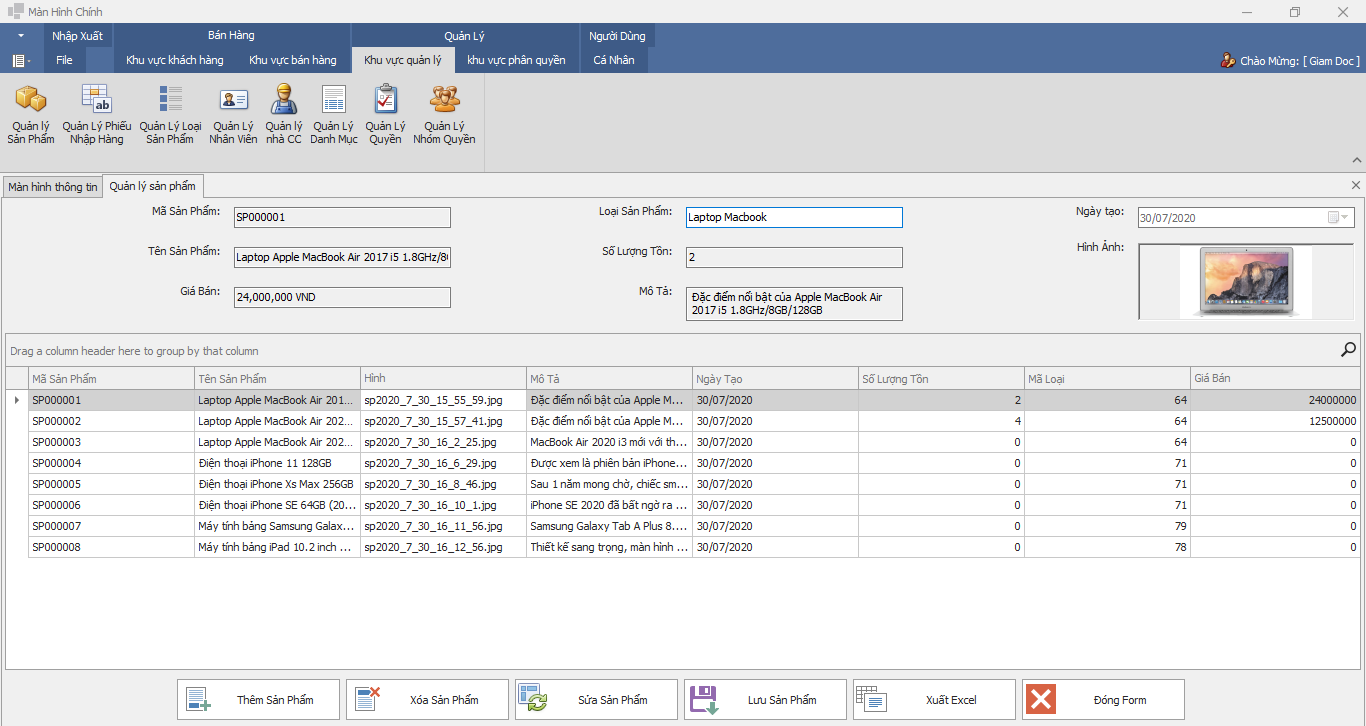 Màn Hình Chính
Nhập Xuất Bán Hàng Quản Lý Người Dùng
File Khu vực khách hàng Khu vực bán hàng Khu vực quản lý khu vực phân quyền Cá Nhân Chào Mừng: [ Giam Doc ]
Quản lý Sản Phẩm
Quản Lý Phiếu Nhập Hàng
Quản Lý Loại Sản Phẩm
Quản Lý Nhân Viên
Quản lý nhà CC
Quản Lý Danh Mục
Quản Lý Quyền
Quản Lý Nhóm Quyền
Màn hình thông tin Quản lý sản phẩm
Mã Sản Phẩm: SP000001 Loại Sản Phẩm: Laptop Macbook Ngày tạo: 30/07/2020
Tên Sản Phẩm: Laptop Apple MacBook Air 2017 i5 1.8GHz/8 Số Lượng Tồn: 2 Hình Ảnh:
Giá Bán: 24,000,000 VND Mô Tả: Đặc điểm nổi bật của Apple MacBook Air
2017 i5 1.8GHz/8GB/128GB
Drag a column header here to group by that column
Mã Sản Phẩm Tên Sản Phẩm Hình Mô Tả Ngày Tạo Số Lượng Tồn Mã Loại Giá Bán
SP000001 Laptop Apple MacBook Air 201... sp2020_7_30_15_55_59.jpg Đặc điểm nổi bật của Apple M... 30/07/2020 2 64 24000000
SP000002 Laptop Apple MacBook Air 202... sp2020_7_30_15_57_41.jpg Đặc điểm nổi bật của Apple M... 30/07/2020 4 64 12500000
SP000003 Laptop Apple MacBook Air 202... sp2020_7_30_16_2_25.jpg MacBook Air 2020 i3 mới với th... 30/07/2020 0 64 0
SP000004 Điện thoại iPhone 11 128GB sp2020_7_30_16_6_29.jpg Được xem là phiên bản iPhone... 30/07/2020 0 71 0
SP000005 Điện thoại iPhone Xs Max 256GB sp2020_7_30_16_8_46.jpg Sau 1 năm mong chờ, chiếc sm... 30/07/2020 0 71 0
SP000006 Điện thoại iPhone SE 64GB (20... sp2020_7_30_16_10_1.jpg iPhone SE 2020 đã bất ngờ ra ... 30/07/2020 0 71 0
SP000007 Máy tính bảng Samsung Galax... sp2020_7_30_16_11_56.jpg Samsung Galaxy Tab A Plus 8.... 30/07/2020 0 79 0
SP000008 Máy tính bảng iPad 10.2 inch ... sp2020_7_30_16_12_56.jpg Thiết kế sang trọng, màn hình ... 30/07/2020 0 78 0
Thêm Sản Phẩm Xóa Sản Phẩm Sửa Sản Phẩm Lưu Sản Phẩm Xuất Excel Đóng Form